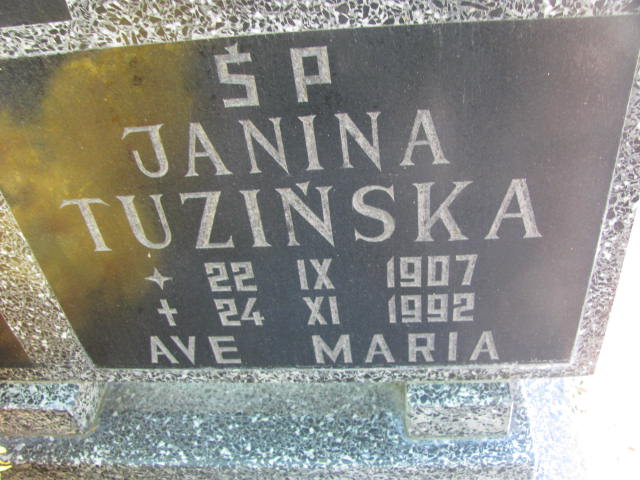 ŚP
JANINA
TUZIŃSKA
✦ 22 IX 1907
✝ 24 XI 1992
AVE MARIA